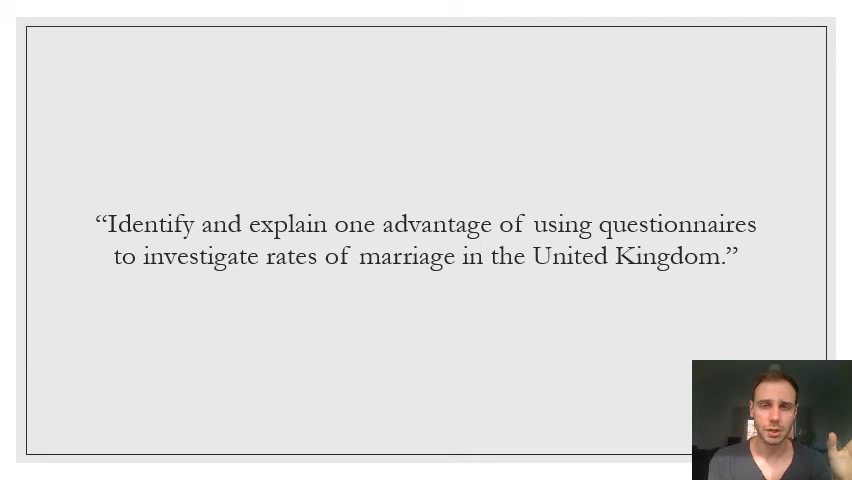 “Identify and explain one advantage of using questionnaires
to investigate rates of marriage in the United Kingdom.”